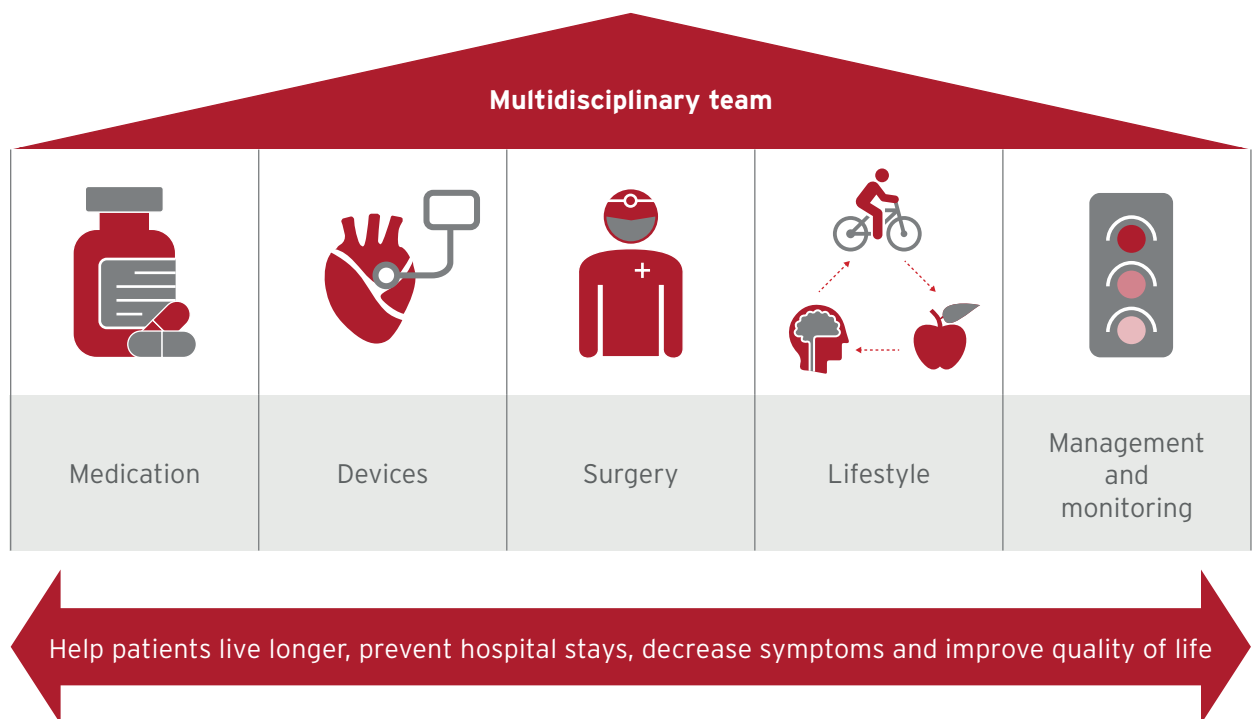 Multidisciplinary team
Medication
Devices
Surgery
Lifestyle
Management
and
monitoring
Help patients live longer, prevent hospital stays, decrease symptoms and improve quality of life